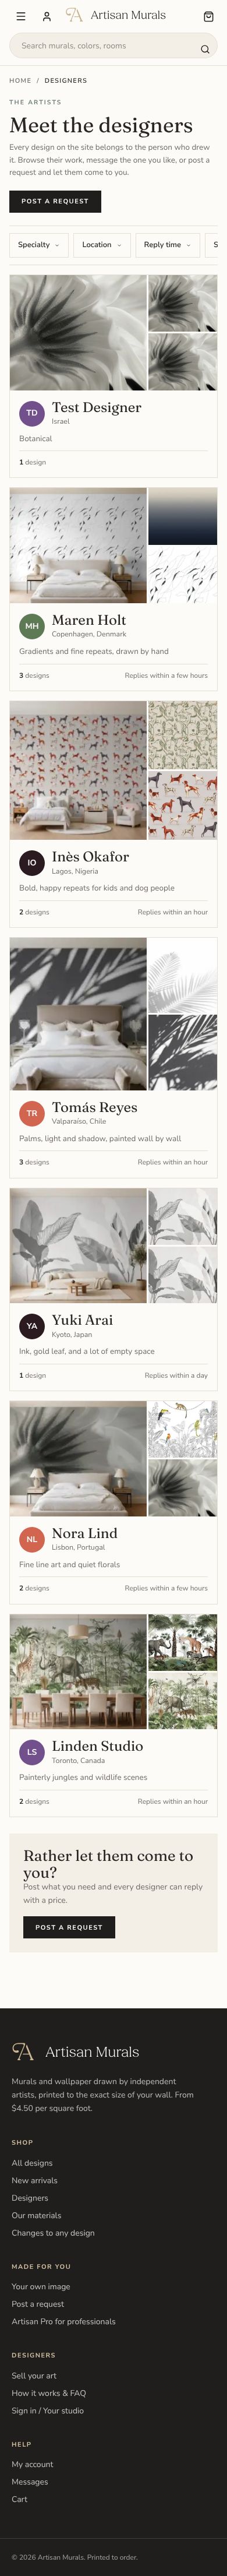 Artisan Murals
Search murals, colors, rooms
HOME / DESIGNERS
THE ARTISTS
Meet the designers
Every design on the site belongs to the person who drew
it. Browse their work, message the one you like, or post a
request and let them come to you.
POST A REQUEST
Specialty
Location
Reply time
S
TD
Test Designer
Israel
Botanical
1 design
MH
Maren Holt
Copenhagen, Denmark
Gradients and fine repeats, drawn by hand
3 designs
Replies within a few hours
IO
Inès Okafor
Lagos, Nigeria
Bold, happy repeats for kids and dog people
2 designs
Replies within an hour
TR
Tomás Reyes
Valparaíso, Chile
Palms, light and shadow, painted wall by wall
3 designs
Replies within an hour
YA
Yuki Arai
Kyoto, Japan
Ink, gold leaf, and a lot of empty space
1 design
Replies within a day
NL
Nora Lind
Lisbon, Portugal
Fine line art and quiet florals
2 designs
Replies within a few hours
LS
Linden Studio
Toronto, Canada
Painterly jungles and wildlife scenes
2 designs
Replies within an hour
Rather let them come to
you?
Post what you need and every designer can reply
with a price.
POST A REQUEST
Artisan Murals
Murals and wallpaper drawn by independent
artists, printed to the exact size of your wall. From
$4.50 per square foot.
SHOP
All designs
New arrivals
Designers
Our materials
Changes to any design
MADE FOR YOU
Your own image
Post a request
Artisan Pro for professionals
DESIGNERS
Sell your art
How it works & FAQ
Sign in / Your studio
HELP
My account
Messages
Cart
© 2026 Artisan Murals. Printed to order.